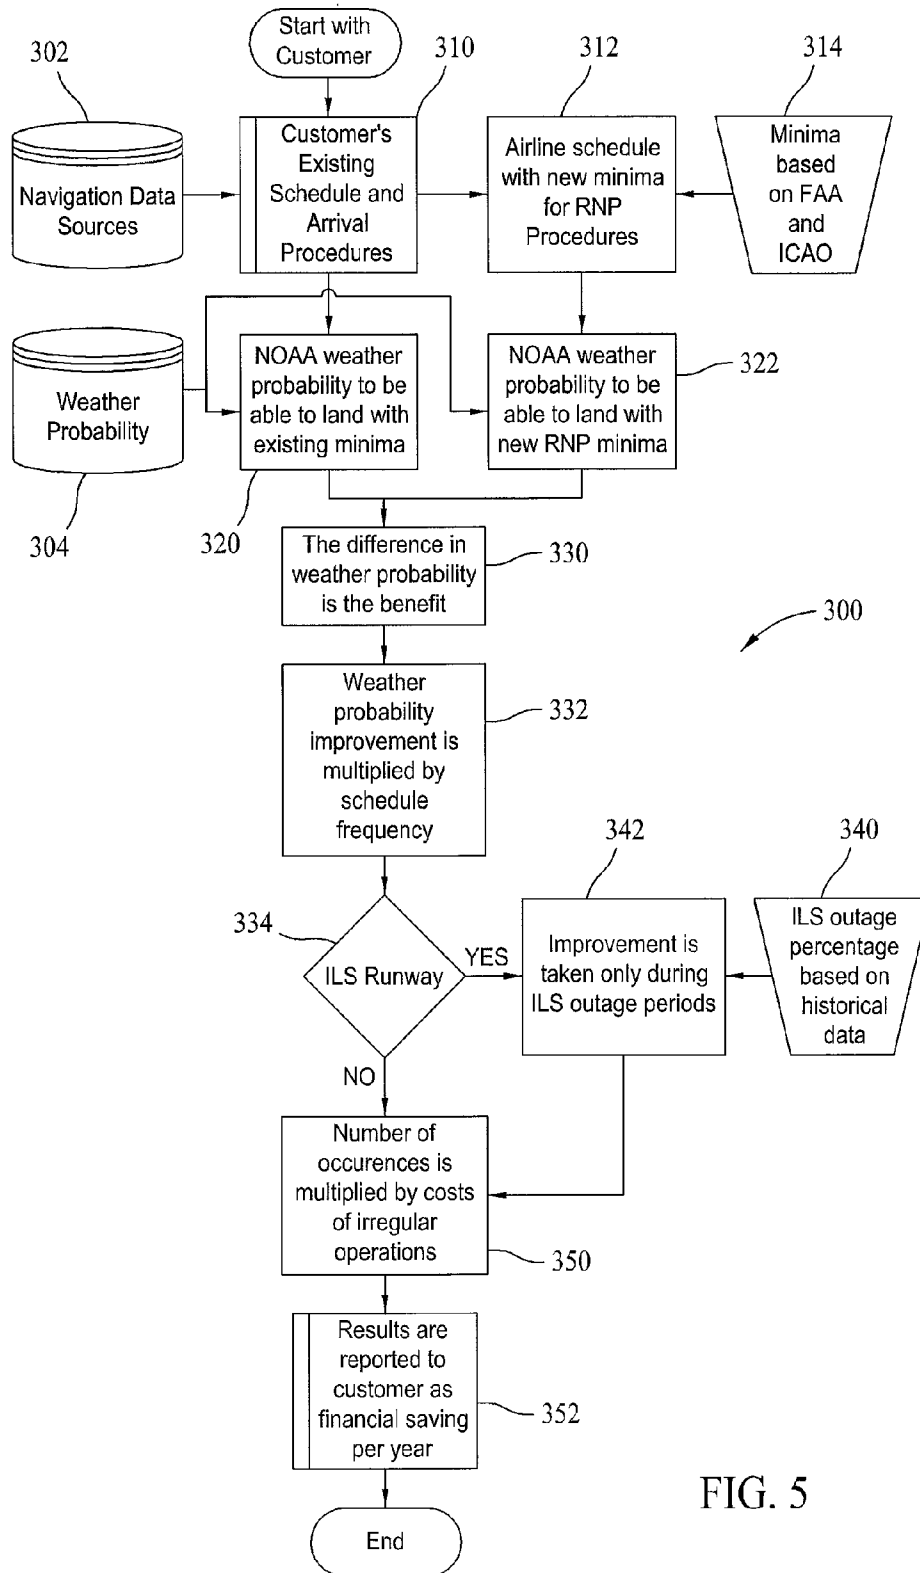 Start with
Customer
302
310
312
314
Navigation Data
Sources
Customer's
Existing
Schedule and
Arrival
Procedures
Airline schedule
with new minima
for RNP
Procedures
Minima
based
on FAA
and
ICAO
Weather
Probability
304
NOAA weather
probability to be
able to land with
existing minima
320
NOAA weather
probability to be
able to land with
new RNP minima
322
The difference in
weather probability
is the benefit
330
300
Weather
probability
improvement is
multiplied by
schedule
frequency
332
334
ILS Runway
YES
NO
342
Improvement is
taken only during
ILS outage periods
340
ILS outage
percentage
based on
historical
data
Number of
occurences is
multiplied by costs
of irregular
operations
350
Results are
reported to
customer as
financial saving
per year
352
End
FIG. 5